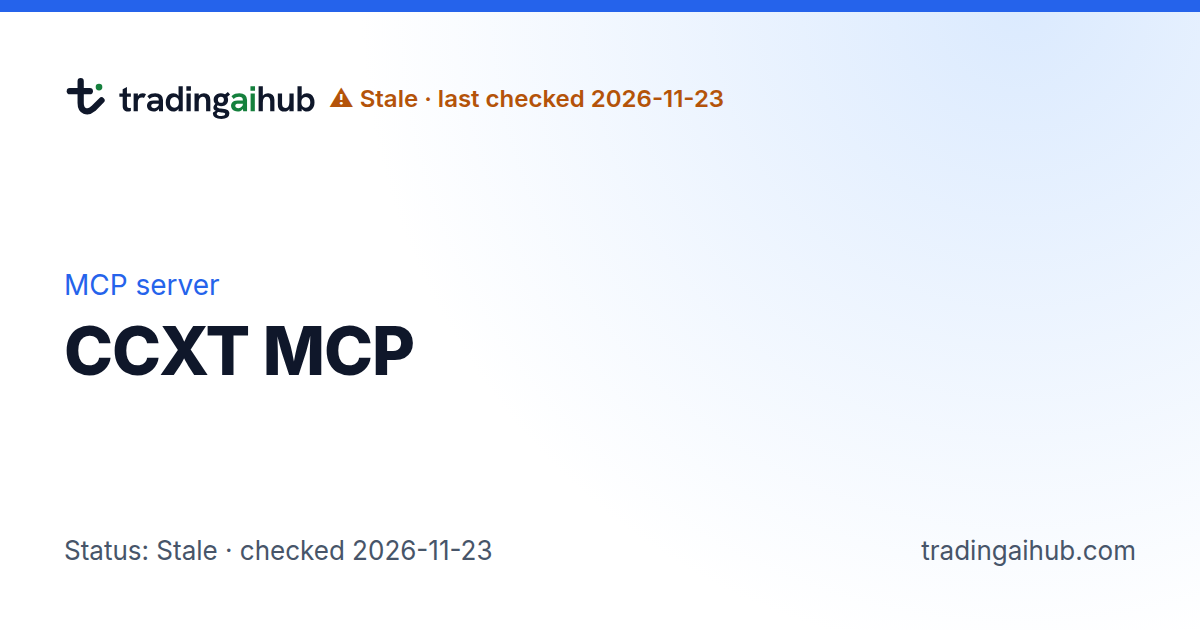 tradingaihub ⚠ Stale · last checked 2026-11-23
MCP server
CCXT MCP
Status: Stale · checked 2026-11-23
tradingaihub.com